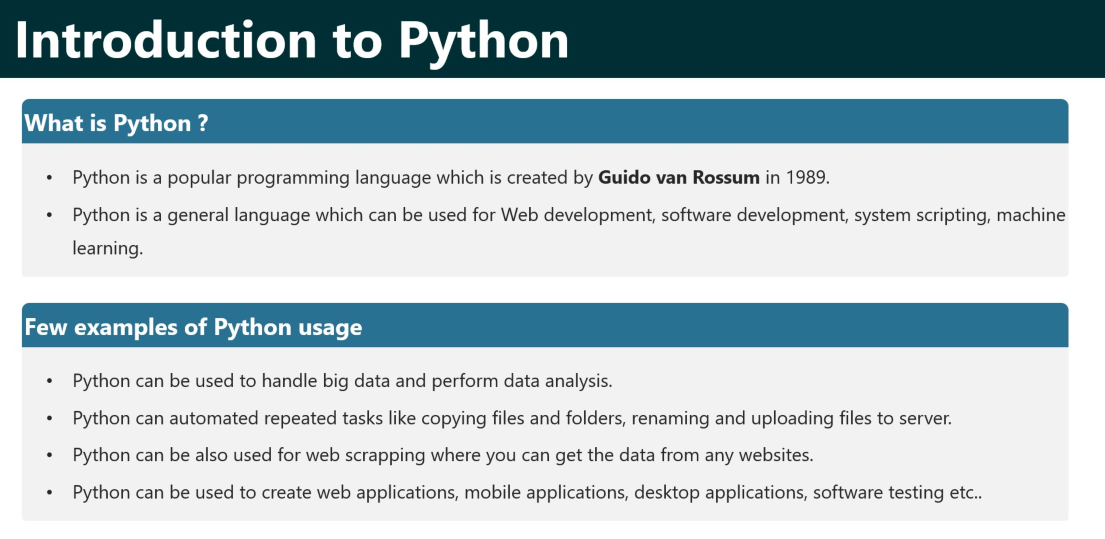 Introduction to Python
What is Python ?
• Python is a popular programming language which is created by Guido van Rossum in 1989.
• Python is a general language which can be used for Web development, software development, system scripting, machine
learning.
Few examples of Python usage
• Python can be used to handle big data and perform data analysis.
• Python can automated repeated tasks like copying files and folders, renaming and uploading files to server.
• Python can be also used for web scrapping where you can get the data from any websites.
• Python can be used to create web applications, mobile applications, desktop applications, software testing etc..